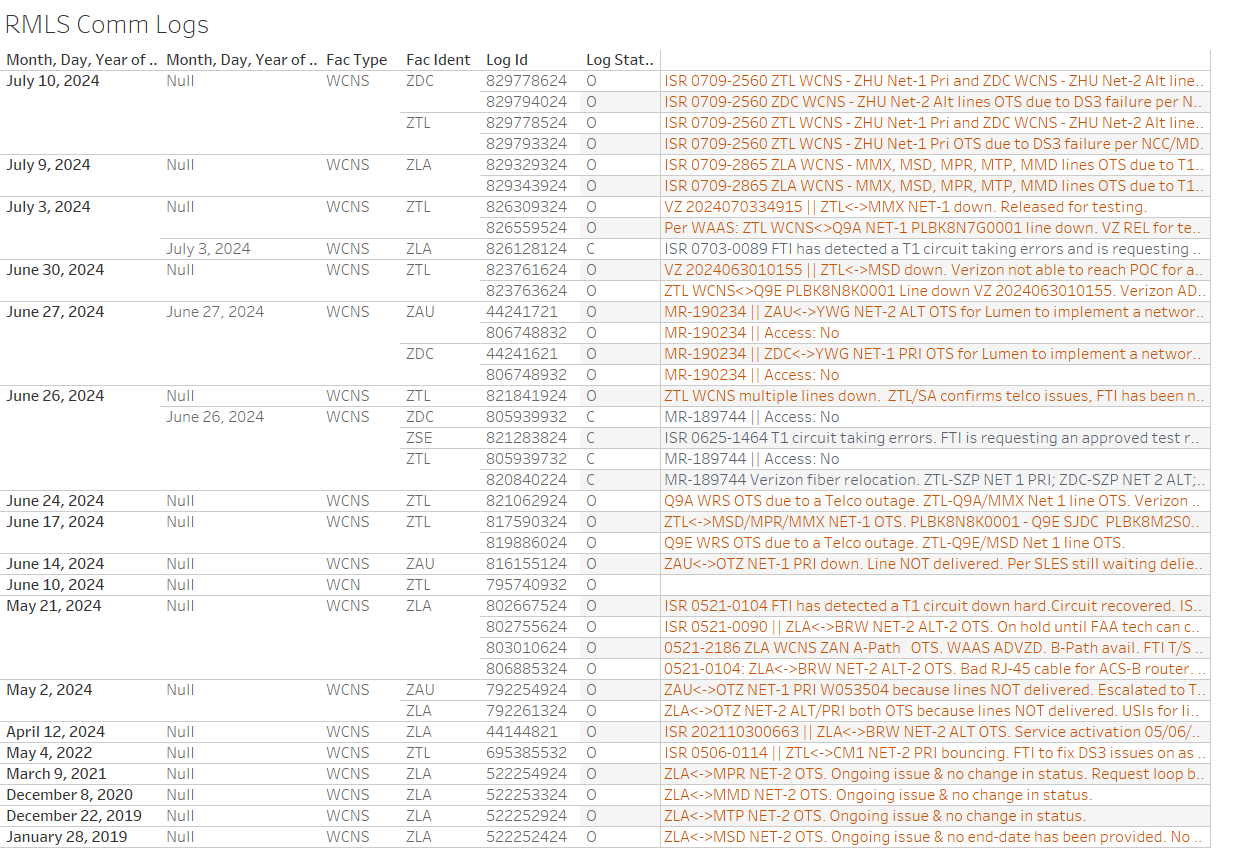 RMLS Comm Logs
Month, Day, Year of .. Month, Day, Year of .. Fac Type Fac Ident Log Id Log Stat..
July 10, 2024 Null WCNS ZDC 829778624 O ISR 0709-2560 ZTL WCNS - ZHU Net-1 Pri and ZDC WCNS - ZHU Net-2 Alt line..
829794024 O ISR 0709-2560 ZDC WCNS - ZHU Net-2 Alt lines OTS due to DS3 failure per N..
ZTL 829778524 O ISR 0709-2560 ZTL WCNS - ZHU Net-1 Pri and ZDC WCNS - ZHU Net-2 Alt line..
829793324 O ISR 0709-2560 ZTL WCNS - ZHU Net-1 Pri OTS due to DS3 failure per NCC/MD.
July 9, 2024 Null WCNS ZLA 829329324 O ISR 0709-2865 ZLA WCNS - MMX, MSD, MPR, MTP, MMD lines OTS due to T1..
829343924 O ISR 0709-2865 ZLA WCNS - MMX, MSD, MPR, MTP, MMD lines OTS due to T1..
July 3, 2024 Null WCNS ZTL 826309324 O VZ 2024070334915 || ZTL<->MMX NET-1 down. Released for testing.
826559524 O Per WAAS: ZTL WCNS<>Q9A NET-1 PLBK8N7G0001 line down. VZ REL for te..
July 3, 2024 WCNS ZLA 826128124 C ISR 0703-0089 FTI has detected a T1 circuit taking errors and is requesting ..
June 30, 2024 Null WCNS ZTL 823761624 O VZ 2024063010155 || ZTL<->MSD down. Verizon not able to reach POC for a..
823763624 O ZTL WCNS<>Q9E PLBK8N8K0001 Line down VZ 2024063010155. Verizon AD..
June 27, 2024 June 27, 2024 WCNS ZAU 44241721 O MR-190234 || ZAU<->YWG NET-2 ALT OTS for Lumen to implement a networ..
806748832 O MR-190234 || Access: No
ZDC 44241621 O MR-190234 || ZDC<->YWG NET-1 PRI OTS for Lumen to implement a networ..
806748932 O MR-190234 || Access: No
June 26, 2024 Null WCNS ZTL 821841924 O ZTL WCNS multiple lines down.  ZTL/SA confirms telco issues, FTI has been n..
June 26, 2024 WCNS ZDC 805939932 C MR-189744 || Access: No
ZSE 821283824 C ISR 0625-1464 T1 circuit taking errors. FTI is requesting an approved test r..
ZTL 805939732 C MR-189744 || Access: No
820840224 C MR-189744 Verizon fiber relocation. ZTL-SZP NET 1 PRI; ZDC-SZP NET 2 ALT;..
June 24, 2024 Null WCNS ZTL 821062924 O Q9A WRS OTS due to a Telco outage. ZTL-Q9A/MMX Net 1 line OTS. Verizon ..
June 17, 2024 Null WCNS ZTL 817590324 O ZTL<->MSD/MPR/MMX NET-1 OTS. PLBK8N8K0001 - Q9E SJDC  PLBK8M2S0..
819886024 O Q9E WRS OTS due to a Telco outage. ZTL-Q9E/MSD Net 1 line OTS.
June 14, 2024 Null WCNS ZAU 816155124 O ZAU<->OTZ NET-1 PRI down. Line NOT delivered. Per SLES still waiting delie..
June 10, 2024 Null WCN ZTL 795740932 O
May 21, 2024 Null WCNS ZLA 802667524 O ISR 0521-0104 FTI has detected a T1 circuit down hard.Circuit recovered. IS..
802755624 O ISR 0521-0090 || ZLA<->BRW NET-2 ALT-2 OTS. On hold until FAA tech can c..
803010624 O 0521-2186 ZLA WCNS ZAN A-Path   OTS. WAAS ADVZD. B-Path avail. FTI T/S ..
806885324 O 0521-0104: ZLA<->BRW NET-2 ALT-2 OTS. Bad RJ-45 cable for ACS-B router. ..
May 2, 2024 Null WCNS ZAU 792254924 O ZAU<->OTZ NET-1 PRI W053504 because lines NOT delivered. Escalated to T..
ZLA 792261324 O ZLA<->OTZ NET-2 ALT/PRI both OTS because lines NOT delivered. USIs for li..
April 12, 2024 Null WCNS ZLA 44144821 O ISR 202110300663 || ZLA<->BRW NET-2 ALT OTS. Service activation 05/06/..
May 4, 2022 Null WCNS ZTL 695385532 O ISR 0506-0114 || ZTL<->CM1 NET-2 PRI bouncing. FTI to fix DS3 issues on as ..
March 9, 2021 Null WCNS ZLA 522254924 O ZLA<->MPR NET-2 OTS. Ongoing issue & no change in status. Request loop b..
December 8, 2020 Null WCNS ZLA 522253324 O ZLA<->MMD NET-2 OTS. Ongoing issue & no change in status.
December 22, 2019 Null WCNS ZLA 522252924 O ZLA<->MTP NET-2 OTS. Ongoing issue & no change in status.
January 28, 2019 Null WCNS ZLA 522252424 O ZLA<->MSD NET-2 OTS. Ongoing issue & no end-date has been provided. No ..